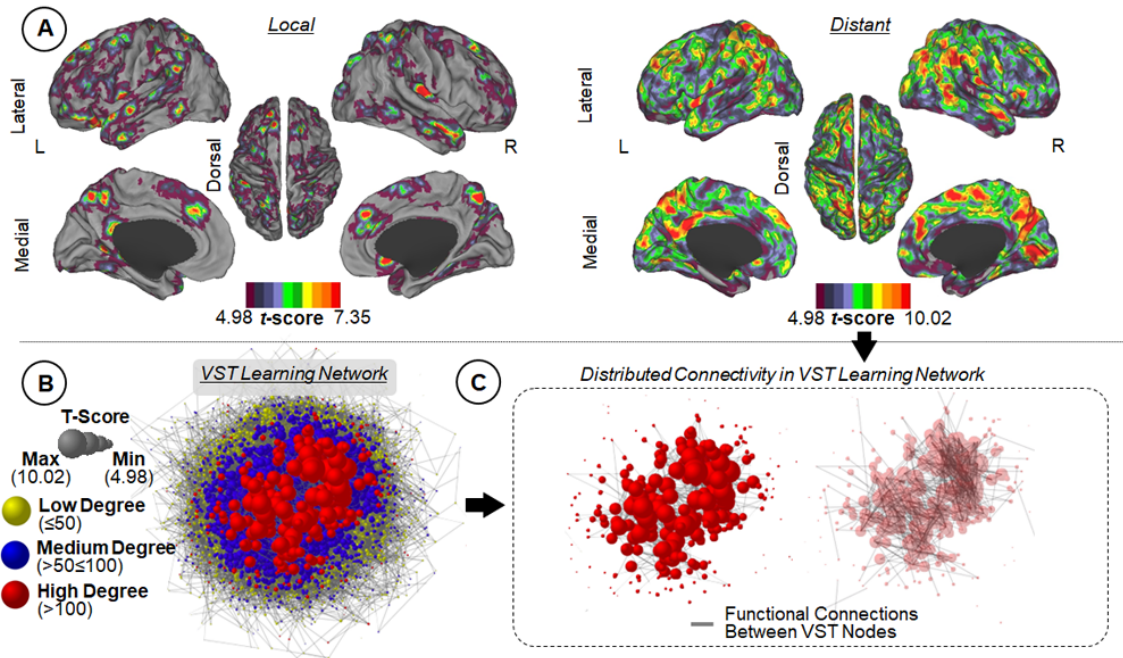 A
Local
Distant
Lateral
Lateral
L
R
L
R
Dorsal
Dorsal
Medial
Medial
4.98 t-score 7.35
4.98 t-score 10.02
B
VST Learning Network
C
Distributed Connectivity in VST Learning Network
T-Score
Max
Min
(10.02)
(4.98)
Low Degree
(≤50)
Medium Degree
(>50≤100)
High Degree
(>100)
Functional Connections
Between VST Nodes